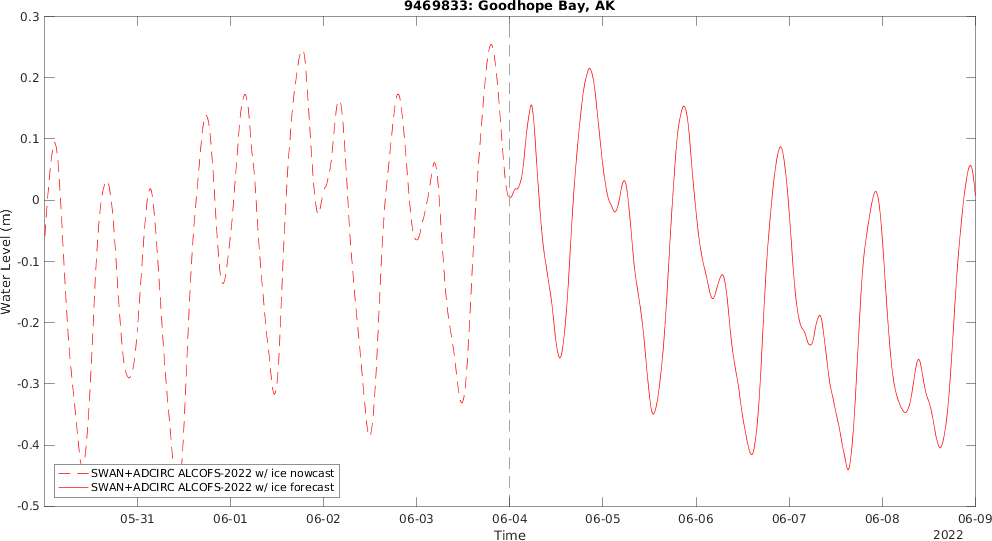 9469833: Goodhope Bay, AK
0.3
0.2
0.1
0
-0.1
-0.2
-0.3
-0.4
-0.5
Water Level (m)
SWAN+ADCIRC ALCOFS-2022 w/ ice nowcast
SWAN+ADCIRC ALCOFS-2022 w/ ice forecast
05-31 06-01 06-02 06-03 06-04 06-05 06-06 06-07 06-08 06-09
Time
2022